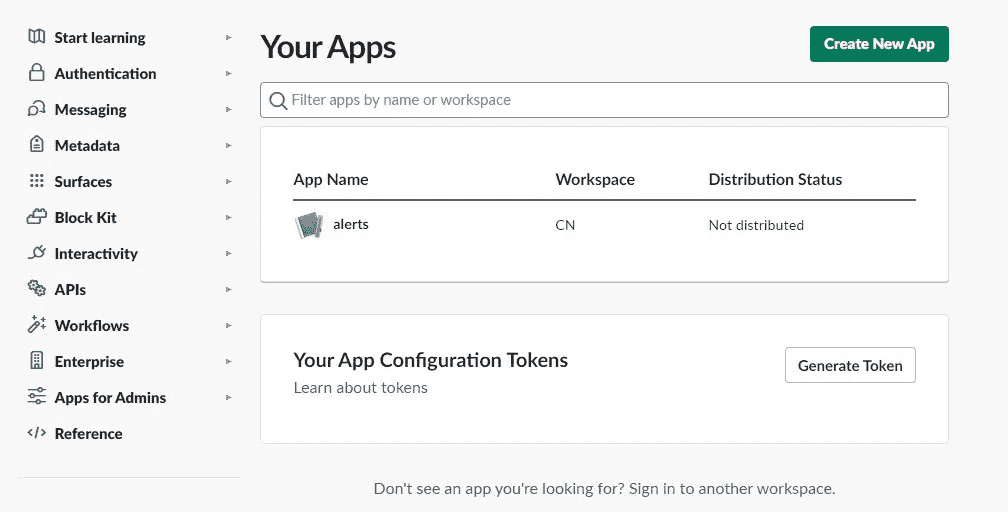 Start learning
Authentication
Messaging
Metadata
Surfaces
Block Kit
Interactivity
APIs
Workflows
Enterprise
Apps for Admins
Reference
Your Apps
Create New App
Filter apps by name or workspace
App Name Workspace Distribution Status
alerts CN Not distributed
Your App Configuration Tokens
Learn about tokens
Generate Token
Don't see an app you're looking for? Sign in to another workspace.